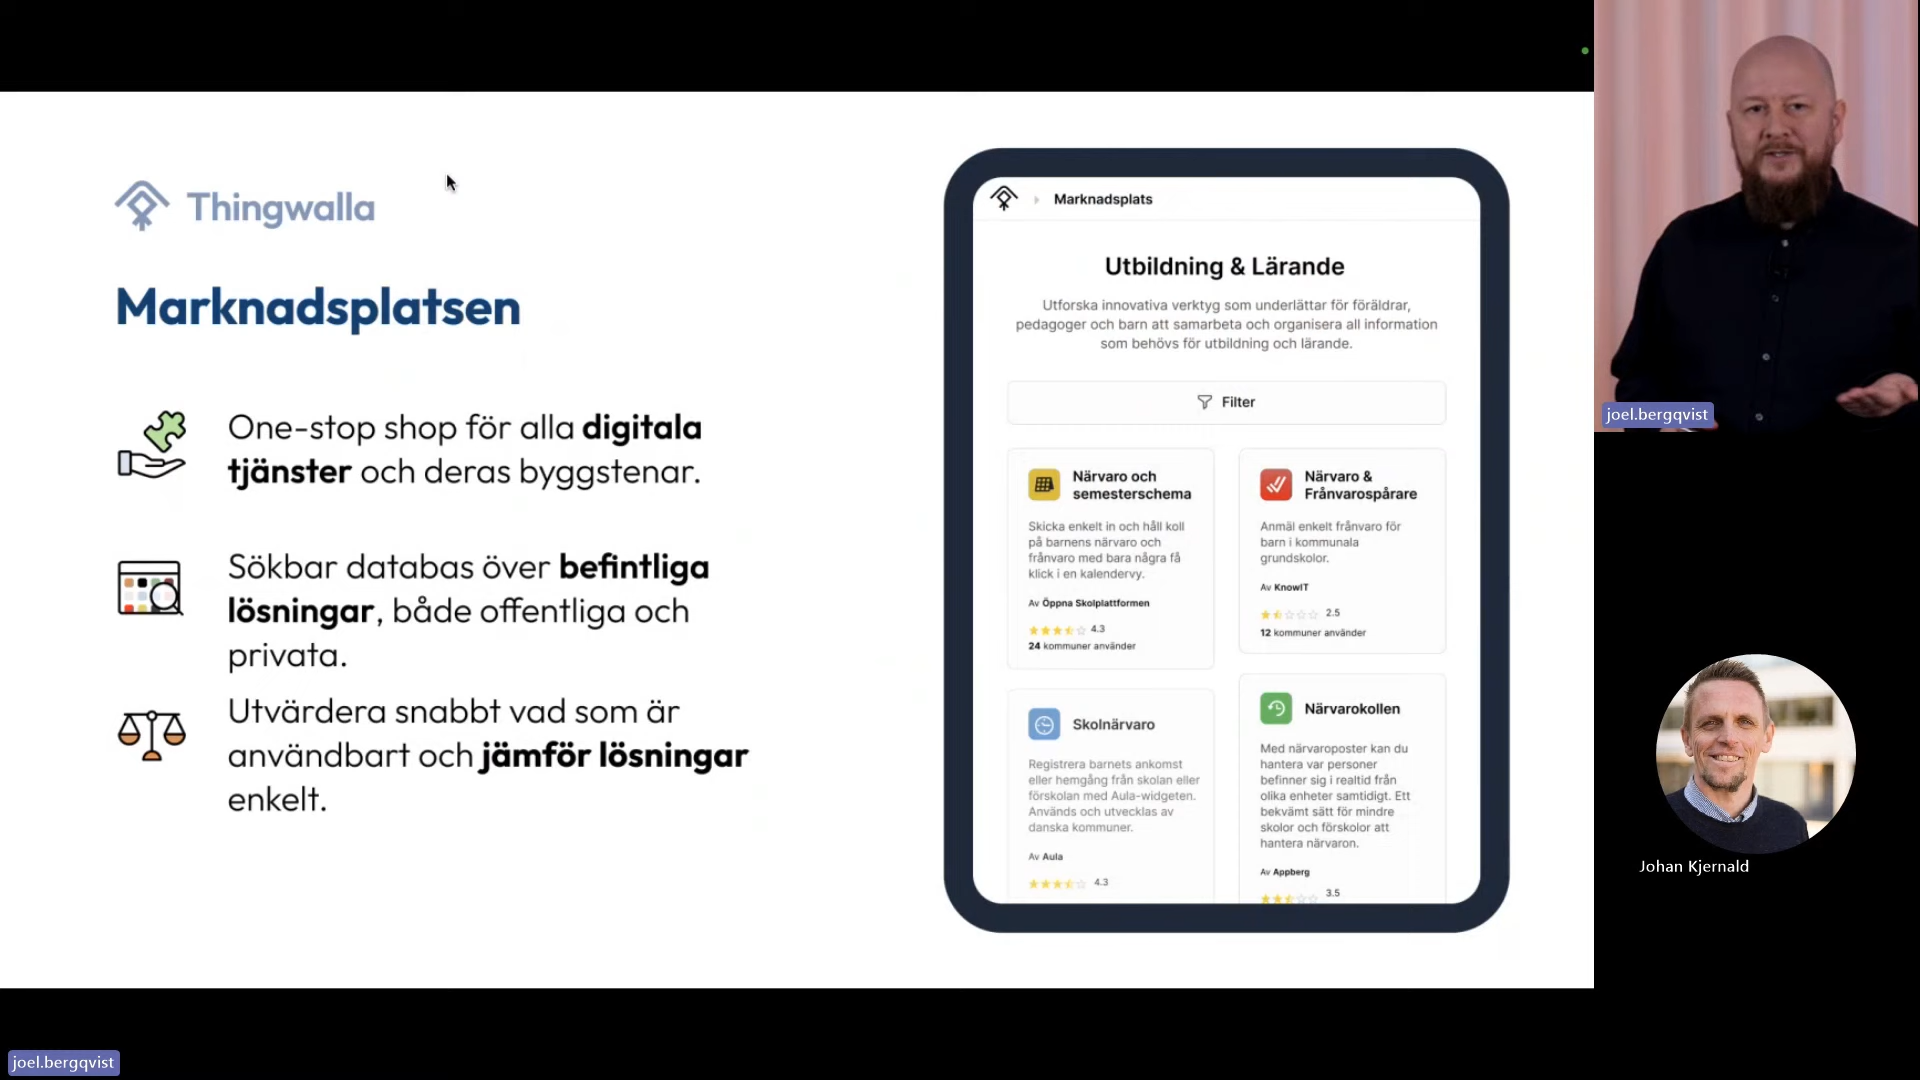 Thingwalla
Marknadsplatsen
One-stop shop för alla digitala
tjänster och deras byggstenar.
Sökbar databas över befintliga
lösningar, både offentliga och
privata.
Utvärdera snabbt vad som är
användbart och jämför lösningar
enkelt.
Marknadsplats
Utbildning & Lärande
Utforska innovativa verktyg som underlättar för föräldrar,
pedagoger och barn att samarbeta och organisera all information
som behövs för utbildning och lärande.
Filter
Närvaro och
semesterschema
Skicka enkelt in och håll koll
på barnens närvaro och
frånvaro med bara några få
klick i en kalendervy.
Av Öppna Skolplattformen
4.3
24 kommuner använder
Närvaro &
Frånvarospårare
Anmäl enkelt frånvaro för
barn i kommunala
grundskolor.
Av KnowIT
2.5
12 kommuner använder
Skolnärvaro
Registrera barnets ankomst
eller hemgång från skolan eller
förskolan med Aula-widgeten.
Används och utvecklas av
danska kommuner.
Av Aula
4.3
Närvarokollen
Med närvaroposter kan du
hantera var personer
befinner sig i realtid från
olika enheter samtidigt. Ett
bekvämt sätt för mindre
skolor och förskolor att
hantera närvaron.
Av Appberg
3.5
joel.bergqvist
Johan Kjernald
joel.bergqvist